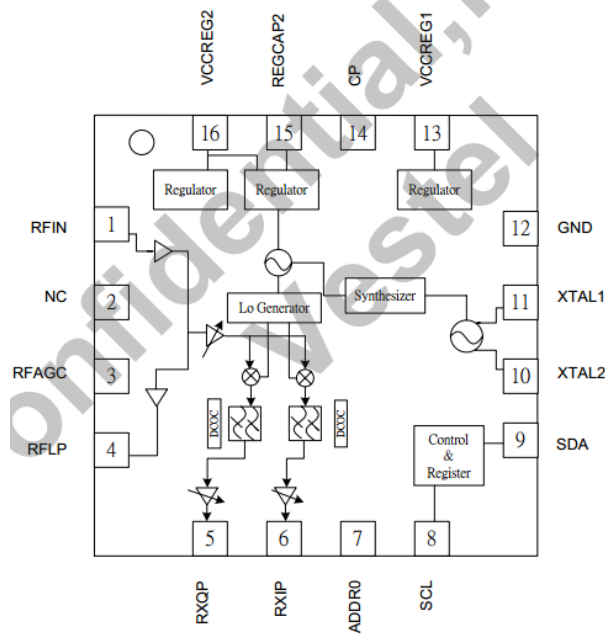 VCCREG2
REGCAP2
CP
VCCREG1
16
15
14
13
Regulator
Regulator
Regulator
RFIN
1
12
GND
NC
2
Lo Generator
Synthesizer
11
XTAL1
RFAGC
3
10
XTAL2
DCOC
DCOC
RFLP
4
Control
&
Register
9
SDA
5
6
7
8
RXQP
RXIP
ADDR0
SCL
onfidential,
Vestel